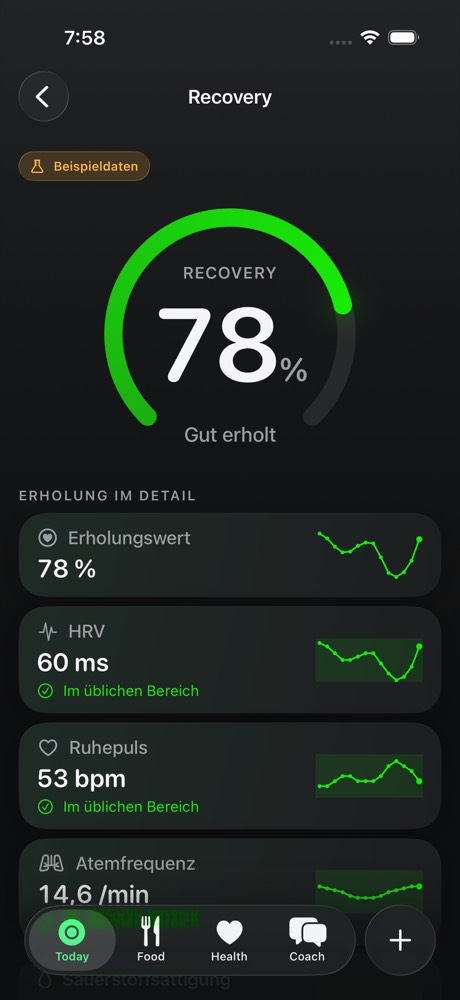 7:58
Recovery
Beispieldaten
RECOVERY
78%
Gut erholt
ERHOLUNG IM DETAIL
Erholungswert
78 %
HRV
60 ms
Im üblichen Bereich
Ruhepuls
53 bpm
Im üblichen Bereich
Atemfrequenz
14,6 /min
Today
Food
Health
Coach
Sauerstoffsättigung